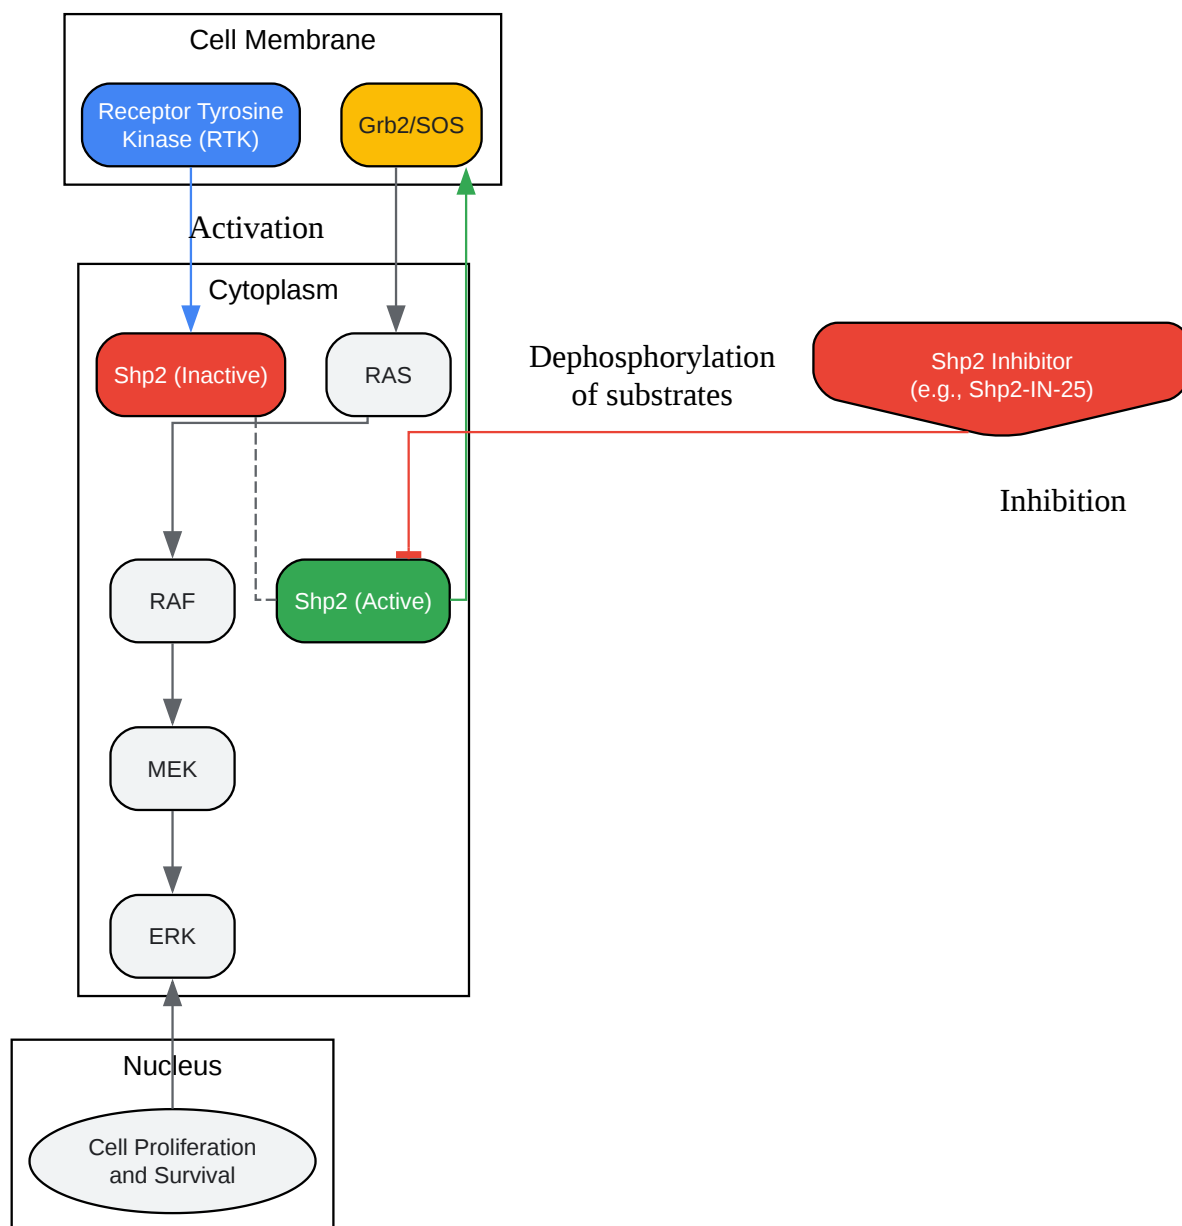 Cell Membrane
Receptor Tyrosine
Kinase (RTK)
Grb2/SOS
Activation
Cytoplasm
Shp2 (Inactive)
RAS
Dephosphorylation
of substrates
Shp2 Inhibitor
(e.g., Shp2-IN-25)
Inhibition
RAF
Shp2 (Active)
MEK
ERK
Nucleus
Cell Proliferation
and Survival